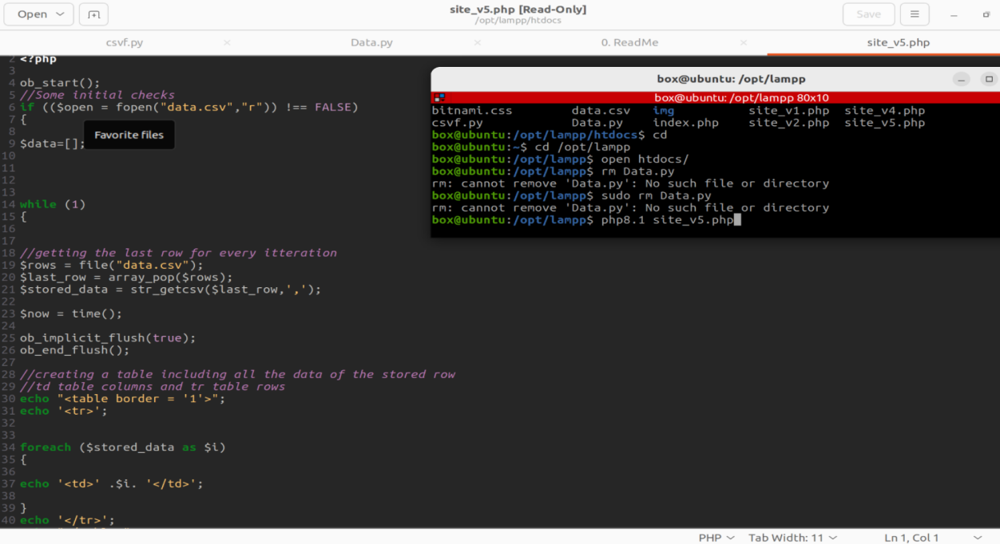 Open
site_v5.php [Read-Only]
/opt/lampp/htdocs
Save
csvf.py
Data.py
0. ReadMe
site_v5.php
2 <?php
3
4 ob_start();
5 //Some initial checks
6 if (($open = fopen("data.csv","r")) !== FALSE)
7 {
8
9 $data=[];
Favorite files
10
11
12
13
14 while (1)
15 {
16
17
18 //getting the last row for every itteration
19 $rows = file("data.csv");
20 $last_row = array_pop($rows);
21 $stored_data = str_getcsv($last_row,',');
22
23 $now = time();
24
25 ob_implicit_flush(true);
26 ob_end_flush();
27
28 //creating a table including all the data of the stored row
29 //td table columns and tr table rows
30 echo "<table border = '1'>";
31 echo '<tr>';
32
33
34 foreach ($stored_data as $i)
35 {
36
37 echo '<td>' .$i. '</td>';
38
39 }
40 echo '</tr>';
box@ubuntu: /opt/lampp
box@ubuntu: /opt/lampp 80x10
bitnami.css data.csv img site_v1.php site_v4.php
csvf.py Data.py index.php site_v2.php site_v5.php
box@ubuntu:/opt/lampp/htdocs$ cd
box@ubuntu:~$ cd /opt/lampp
box@ubuntu:/opt/lampp$ open htdocs/
box@ubuntu:/opt/lampp$ rm Data.py
rm: cannot remove 'Data.py': No such file or directory
box@ubuntu:/opt/lampp$ sudo rm Data.py
rm: cannot remove 'Data.py': No such file or directory
box@ubuntu:/opt/lampp$ php8.1 site_v5.php
PHP Tab Width: 11 Ln 1, Col 1